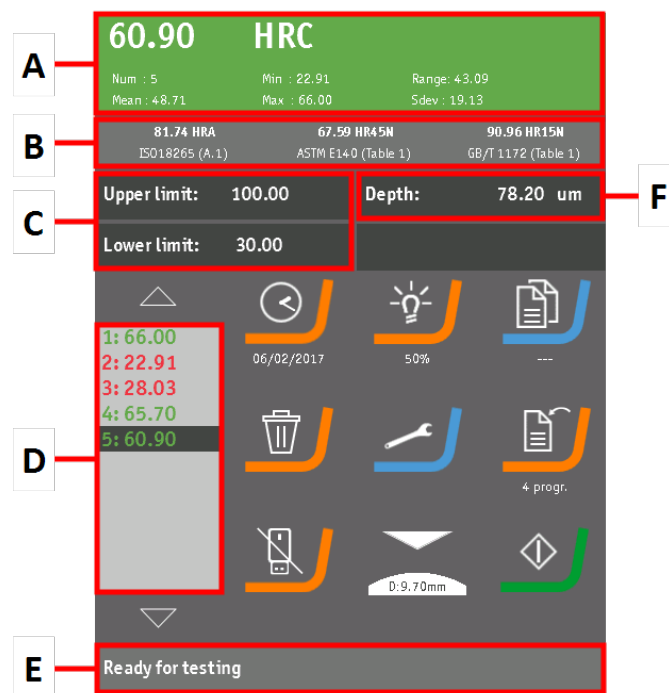 A
60.90 HRC
Num : 5 Min : 22.91 Range: 43.09
Mean : 48.71 Max : 66.00 Sdev : 19.13
B
81.74 HRA 67.59 HR45N 90.96 HR15N
ISO18265 (A.1) ASTM E140 (Table 1) GB/T 1172 (Table 1)
C
Upper limit: 100.00
Lower limit: 30.00
Depth: 78.20 um
F
D
1: 66.00
2: 22.91
3: 28.03
4: 65.70
5: 60.90
06/02/2017 50% ---
4 progr.
D:9.70mm
E
Ready for testing